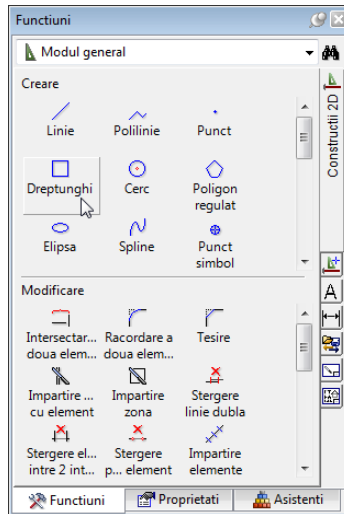 Functiuni
Modul general
Creare
Constructii 2D
Linie
Polilinie
Punct
Dreptunghi
Cerc
Poligon
regulat
Elipsa
Spline
Punct
simbol
Modificare
Intersectar...
doua elem...
Racordare a
doua elem...
Tesire
Impartire ...
cu element
Impartire
zona
Stergere
linie dubla
Stergere el...
intre 2 int...
Stergere
p... element
Impartire
elemente
Functiuni
Proprietati
Asistenti